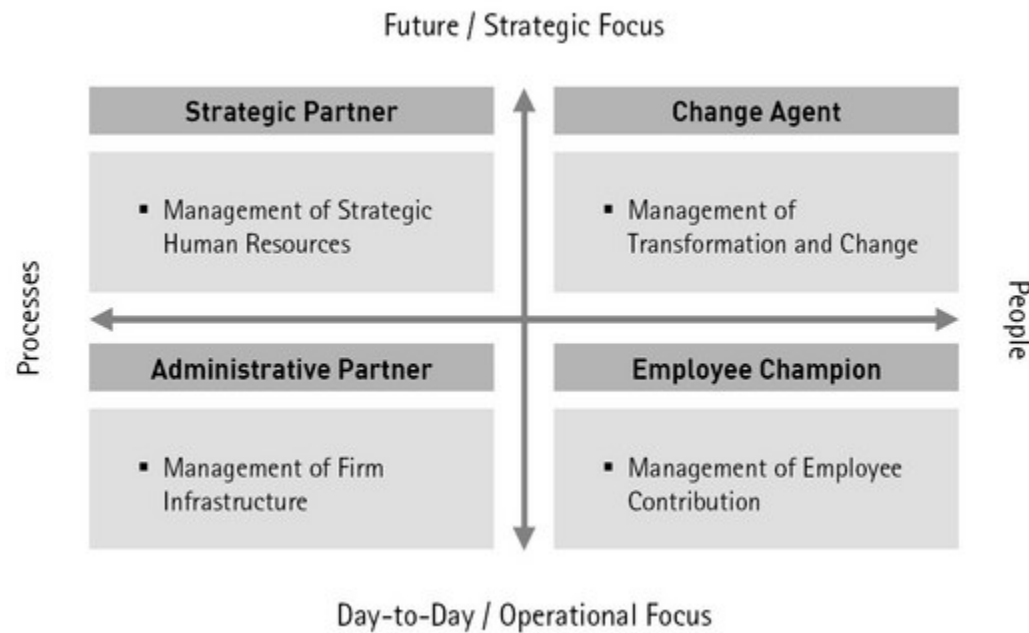 Future / Strategic Focus
Strategic Partner
Change Agent
▪ Management of Strategic
Human Resources
▪ Management of
Transformation and Change
Processes
People
Administrative Partner
Employee Champion
▪ Management of Firm
Infrastructure
▪ Management of Employee
Contribution
Day-to-Day / Operational Focus